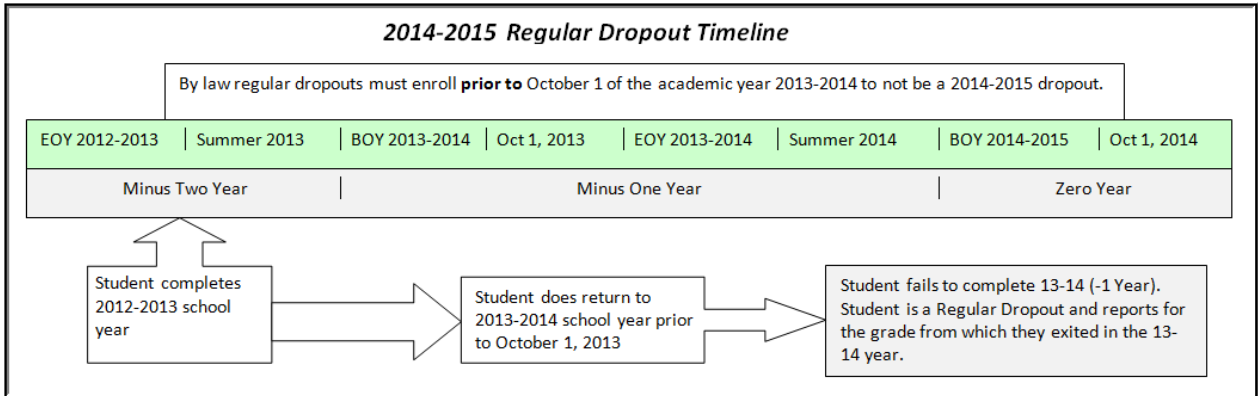 2014-2015 Regular Dropout Timeline
By law regular dropouts must enroll prior to October 1 of the academic year 2013-2014 to not be a 2014-2015 dropout.
EOY 2012-2013 | Summer 2013 | BOY 2013-2014 | Oct 1, 2013 | EOY 2013-2014 | Summer 2014 | BOY 2014-2015 | Oct 1, 2014
Minus Two Year | Minus One Year | Zero Year
Student completes
2012-2013 school
year
Student does return to
2013-2014 school year prior
to October 1, 2013
Student fails to complete 13-14 (-1 Year).
Student is a Regular Dropout and reports for
the grade from which they exited in the 13-
14 year.